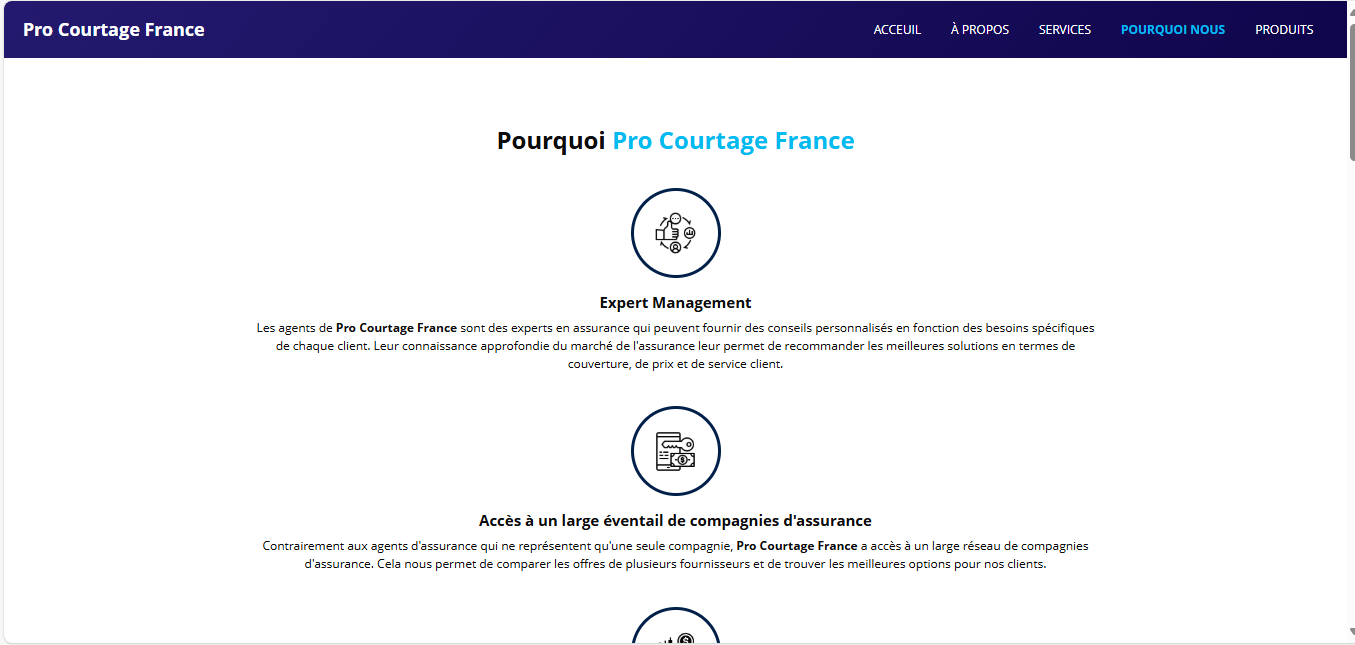 Pro Courtage France
ACCEUIL À PROPOS SERVICES POURQUOI NOUS PRODUITS
Pourquoi Pro Courtage France
Expert Management
Les agents de Pro Courtage France sont des experts en assurance qui peuvent fournir des conseils personnalisés en fonction des besoins spécifiques
de chaque client. Leur connaissance approfondie du marché de l'assurance leur permet de recommander les meilleures solutions en termes de
couverture, de prix et de service client.
Accès à un large éventail de compagnies d'assurance
Contrairement aux agents d'assurance qui ne représentent qu'une seule compagnie, Pro Courtage France a accès à un large réseau de compagnies
d'assurance. Cela nous permet de comparer les offres de plusieurs fournisseurs et de trouver les meilleures options pour nos clients.